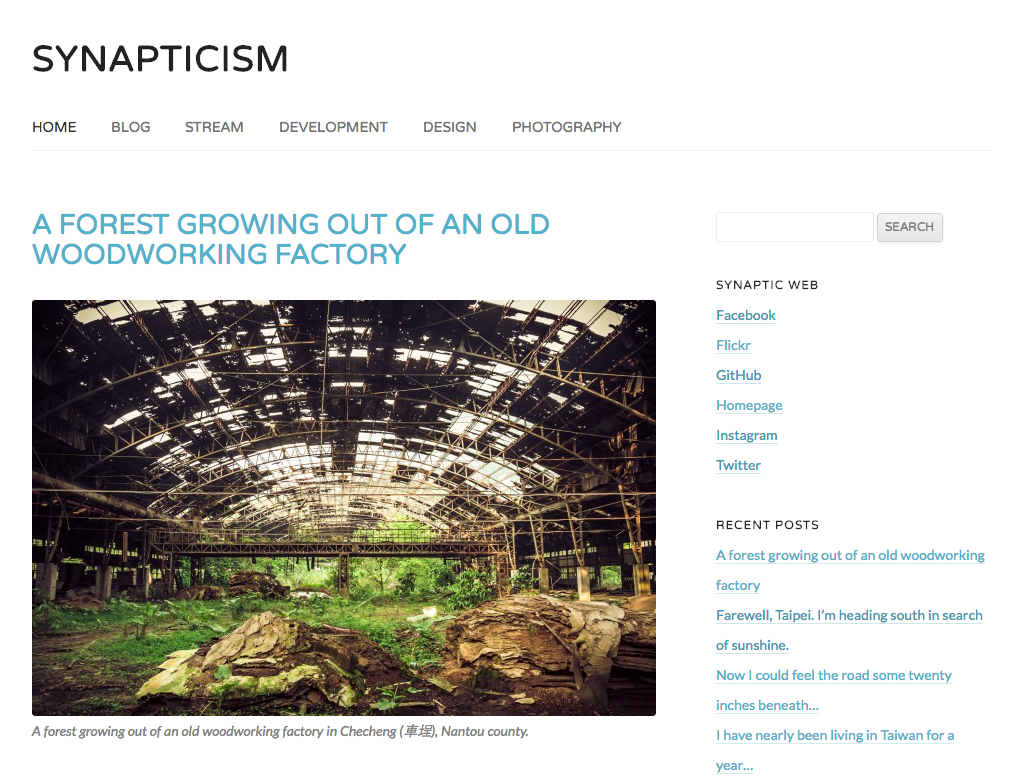 SYNAPTICISM
HOME BLOG STREAM DEVELOPMENT DESIGN PHOTOGRAPHY
A FOREST GROWING OUT OF AN OLD
WOODWORKING FACTORY
A forest growing out of an old woodworking factory in Checheng (車埕), Nantou county.
SEARCH
SYNAPTIC WEB
Facebook
Flickr
GitHub
Homepage
Instagram
Twitter
RECENT POSTS
A forest growing out of an old woodworking
factory
Farewell, Taipei. I’m heading south in search
of sunshine.
Now I could feel the road some twenty
inches beneath…
I have nearly been living in Taiwan for a
year…